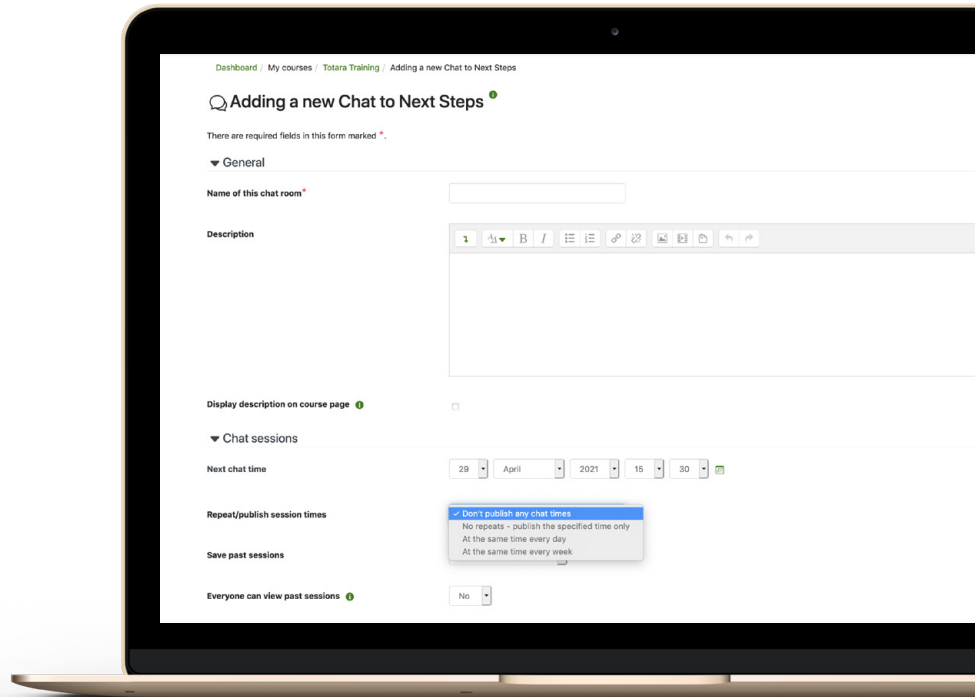 Dashboard / My courses / Totara Training / Adding a new Chat to Next Steps
Adding a new Chat to Next Steps
There are required fields in this form marked *.
General
Name of this chat room*
Description
B I
Display description on course page
Chat sessions
Next chat time 29 April 2021 15 30
Repeat/publish session times
✓ Don't publish any chat times
No repeats - publish the specified time only
At the same time every day
At the same time every week
Save past sessions
Everyone can view past sessions No